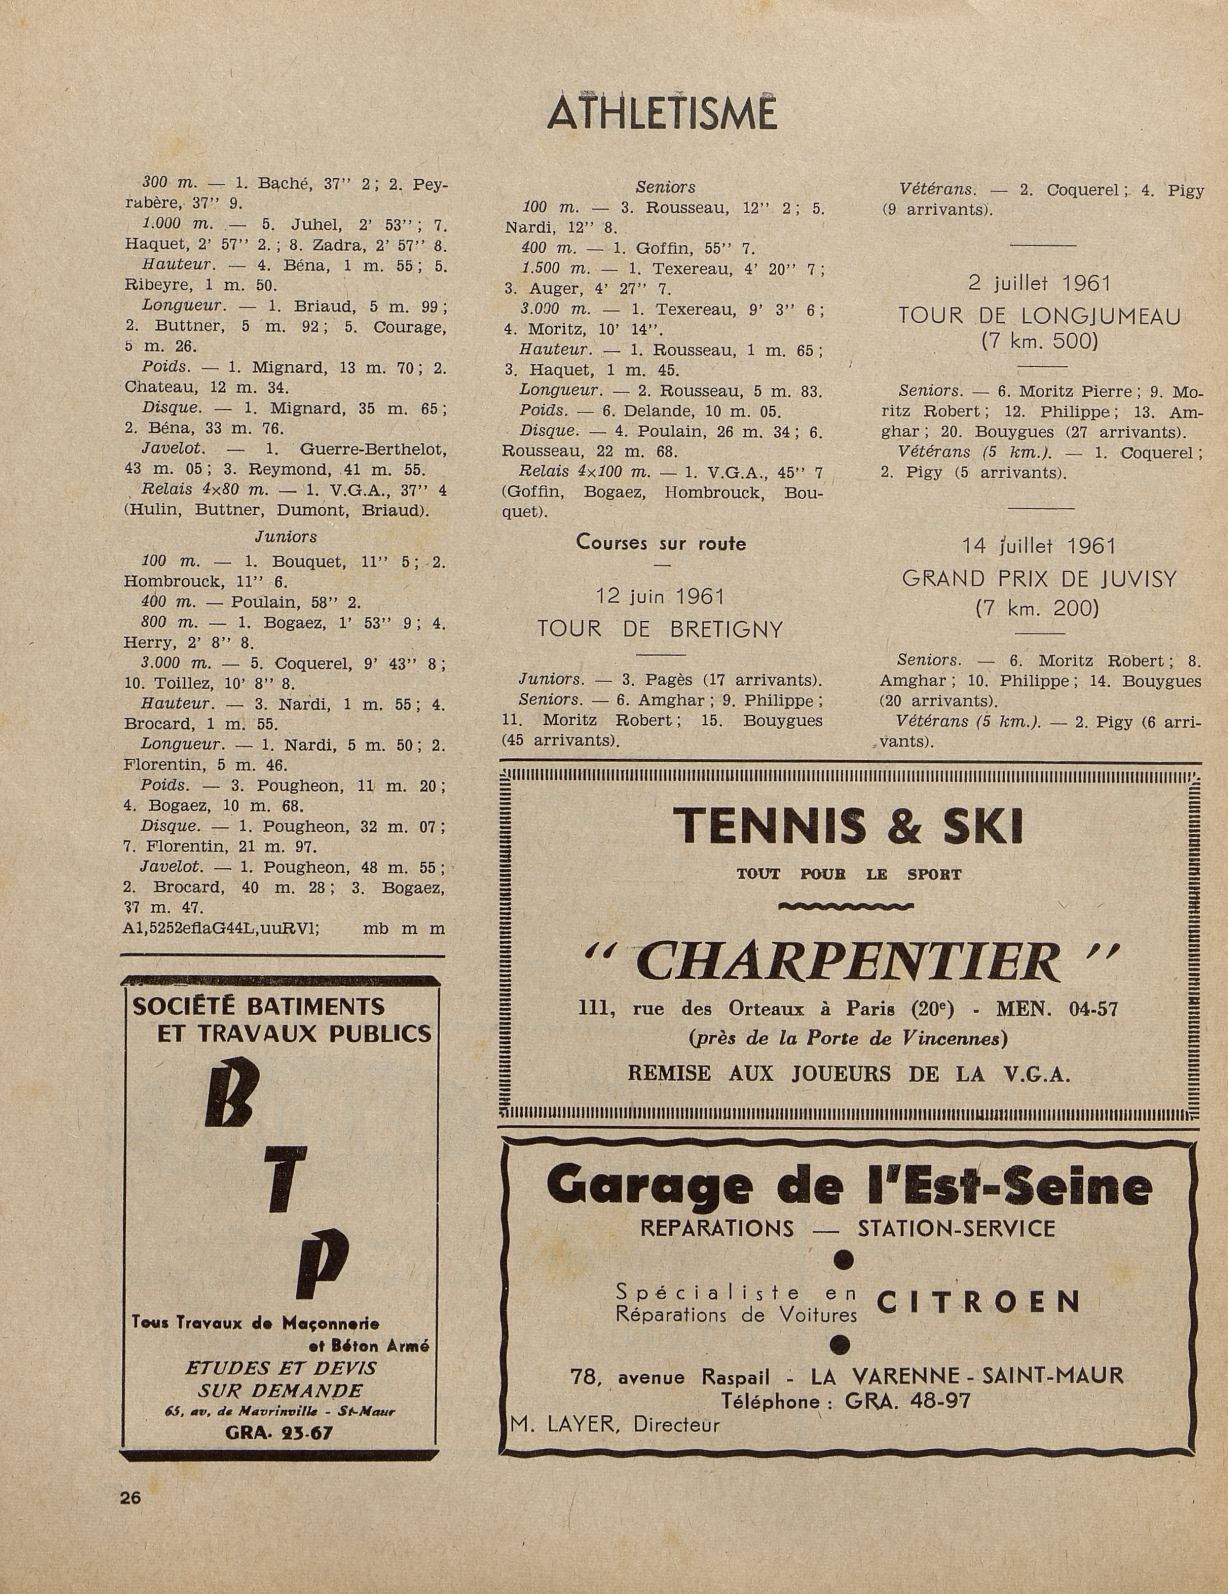 ATHLETISME
300 m. — 1. Baché, 37'' 2 ; 2. Pey-
rabère, 37'' 9.
1.000 m. — 5. Juhel, 2' 53'' ; 7.
Haquet, 2' 57'' 2. ; 8. Zadra, 2' 57'' 8.
Hauteur. — 4. Béna, 1 m. 55 ; 5.
Ribeyre, 1 m. 50.
Longueur. — 1. Briaud, 5 m. 99 ;
2. Buttner, 5 m. 92 ; 5. Courage,
5 m. 26.
Poids. — 1. Mignard, 13 m. 70 ; 2.
Chateau, 12 m. 34.
Disque. — 1. Mignard, 35 m. 65 ;
2. Béna, 33 m. 76.
Javelot. — 1. Guerre-Berthelot,
43 m. 05 ; 3. Reymond, 41 m. 55.
Relais 4×80 m. — 1. V.G.A., 37'' 4
(Hulin, Buttner, Dumont, Briaud).
Juniors
100 m. — 1. Bouquet, 11'' 5 ; 2.
Hombrouck, 11'' 6.
400 m. — Poulain, 58'' 2.
800 m. — 1. Bogaez, 1' 53'' 9 ; 4.
Herry, 2' 8'' 8.
3.000 m. — 5. Coquerel, 9' 43'' 8 ;
10. Toillez, 10' 8'' 8.
Hauteur. — 3. Nardi, 1 m. 55 ; 4.
Brocard, 1 m. 55.
Longueur. — 1. Nardi, 5 m. 50 ; 2.
Florentin, 5 m. 46.
Poids. — 3. Pougheon, 11 m. 20 ;
4. Bogaez, 10 m. 68.
Disque. — 1. Pougheon, 32 m. 07 ;
7. Florentin, 21 m. 97.
Javelot. — 1. Pougheon, 48 m. 55 ;
2. Brocard, 40 m. 28 ; 3. Bogaez,
37 m. 47.
A1,5252eflaG44L,uuRVl; mb m m
SOCIÉTÉ BATIMENTS
ET TRAVAUX PUBLICS
B
T
P
Tous Travaux de Maçonnerie
et Béton Armé
ETUDES ET DEVIS
SUR DEMANDE
65, av. de Mavrinville - St-Maur
GRA. 23-67
Seniors
100 m. — 3. Rousseau, 12'' 2 ; 5.
Nardi, 12'' 8.
400 m. — 1. Goffin, 55'' 7.
1.500 m. — 1. Texereau, 4' 20'' 7 ;
3. Auger, 4' 27'' 7.
3.000 m. — 1. Texereau, 9' 3'' 6 ;
4. Moritz, 10' 14''.
Hauteur. — 1. Rousseau, 1 m. 65 ;
3. Haquet, 1 m. 45.
Longueur. — 2. Rousseau, 5 m. 83.
Poids. — 6. Delande, 10 m. 05.
Disque. — 4. Poulain, 26 m. 34 ; 6.
Rousseau, 22 m. 68.
Relais 4×100 m. — 1. V.G.A., 45'' 7
(Goffin, Bogaez, Hombrouck, Bou-
quet).
Courses sur route
12 juin 1961
TOUR DE BRETIGNY
Juniors. — 3. Pagès (17 arrivants).
Seniors. — 6. Amghar ; 9. Philippe ;
11. Moritz Robert ; 15. Bouygues
(45 arrivants).
Vétérans. — 2. Coquerel ; 4. Pigy
(9 arrivants).
2 juillet 1961
TOUR DE LONGJUMEAU
(7 km. 500)
Seniors. — 6. Moritz Pierre ; 9. Mo-
ritz Robert ; 12. Philippe ; 13. Am-
ghar ; 20. Bouygues (27 arrivants).
Vétérans (5 km.). — 1. Coquerel ;
2. Pigy (5 arrivants).
14 juillet 1961
GRAND PRIX DE JUVISY
(7 km. 200)
Seniors. — 6. Moritz Robert ; 8.
Amghar ; 10. Philippe ; 14. Bouygues
(20 arrivants).
Vétérans (5 km.). — 2. Pigy (6 arri-
vants).
TENNIS & SKI
TOUT POUR LE SPORT
“ CHARPENTIER ”
111, rue des Orteaux à Paris (20e) - MEN. 04-57
(près de la Porte de Vincennes)
REMISE AUX JOUEURS DE LA V.G.A.
Garage de l'Est-Seine
REPARATIONS — STATION-SERVICE
Spécialiste en
Réparations de Voitures CITROEN
78, avenue Raspail - LA VARENNE - SAINT-MAUR
Téléphone : GRA. 48-97
M. LAYER, Directeur
26